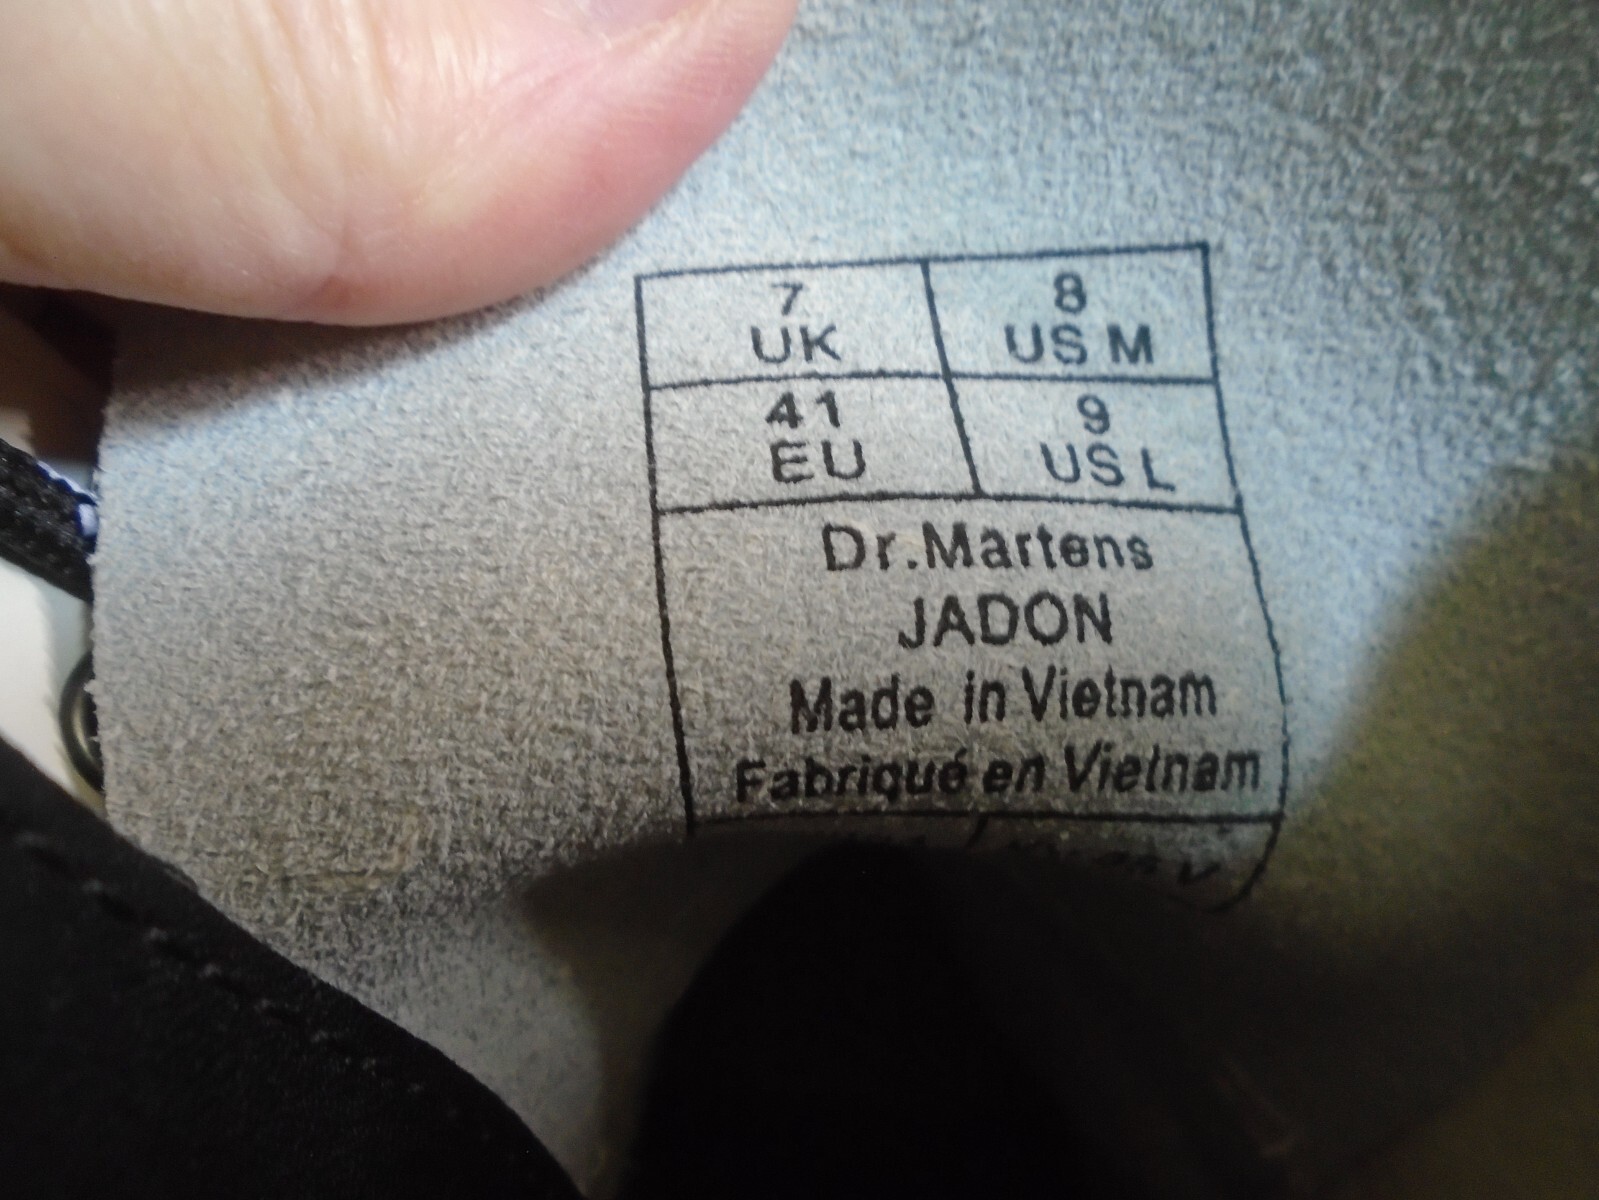 7
UK
8
US M
41
EU
9
US L
Dr.Martens
JADON
Made in Vietnam
Fabriqué en Vietnam